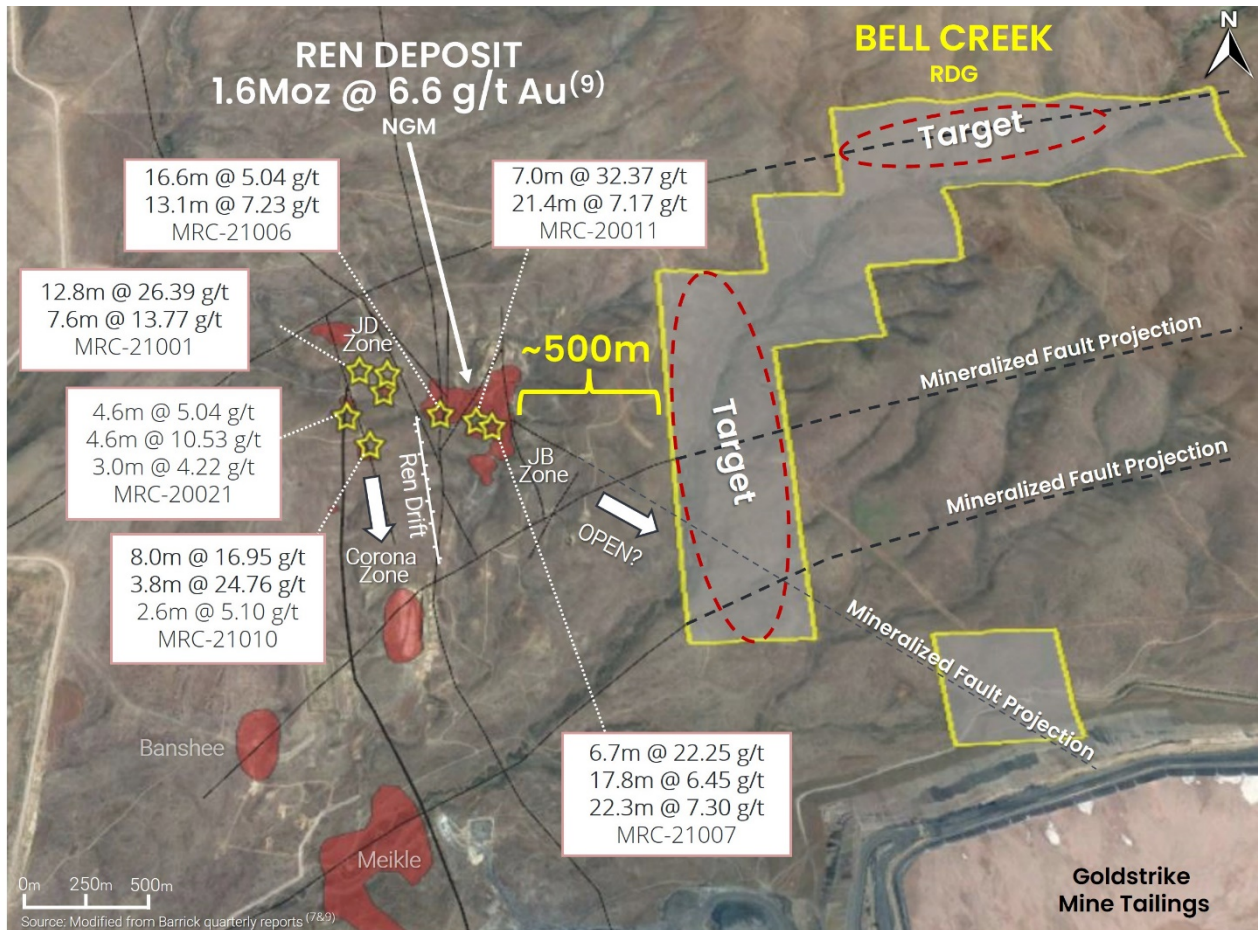 REN DEPOSIT
1.6Moz @ 6.6 g/t Au(9)
NGM
BELL CREEK
RDG
N
Target
16.6m @ 5.04 g/t
13.1m @ 7.23 g/t
MRC-21006
7.0m @ 32.37 g/t
21.4m @ 7.17 g/t
MRC-20011
12.8m @ 26.39 g/t
7.6m @ 13.77 g/t
MRC-21001
JD
Zone
~500m
Mineralized Fault Projection
4.6m @ 5.04 g/t
4.6m @ 10.53 g/t
3.0m @ 4.22 g/t
MRC-20021
Ren Drift
JB
Zone
Target
Mineralized Fault Projection
OPEN?
8.0m @ 16.95 g/t
3.8m @ 24.76 g/t
2.6m @ 5.10 g/t
MRC-21010
Corona
Zone
Mineralized Fault Projection
Banshee
6.7m @ 22.25 g/t
17.8m @ 6.45 g/t
22.3m @ 7.30 g/t
MRC-21007
Meikle
0m 250m 500m
Goldstrike
Mine Tailings
Source: Modified from Barrick quarterly reports (7&9)